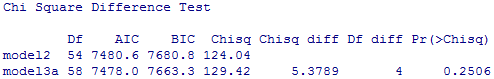 Chi Square Difference Test
Df AIC BIC Chisq Chisq diff Df diff Pr(>Chisq)
model2 54 7480.6 7680.8 124.04
model3a 58 7478.0 7663.3 129.42 5.3789 4 0.2506